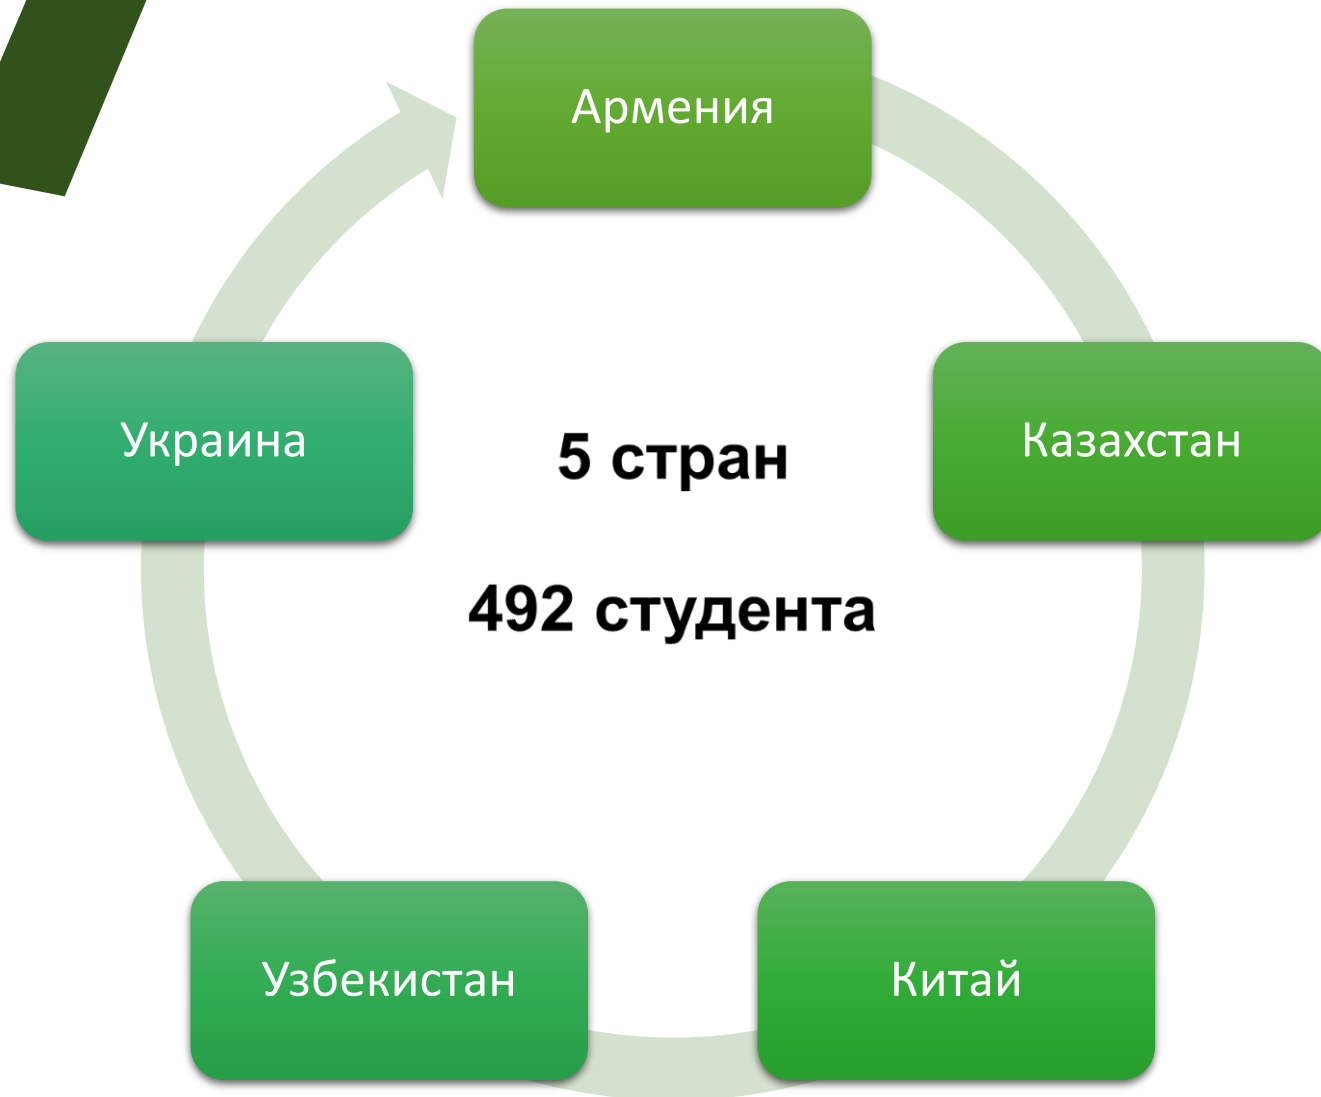 Армения
Украина
5 стран
Казахстан
492 студента
Узбекистан
Китай